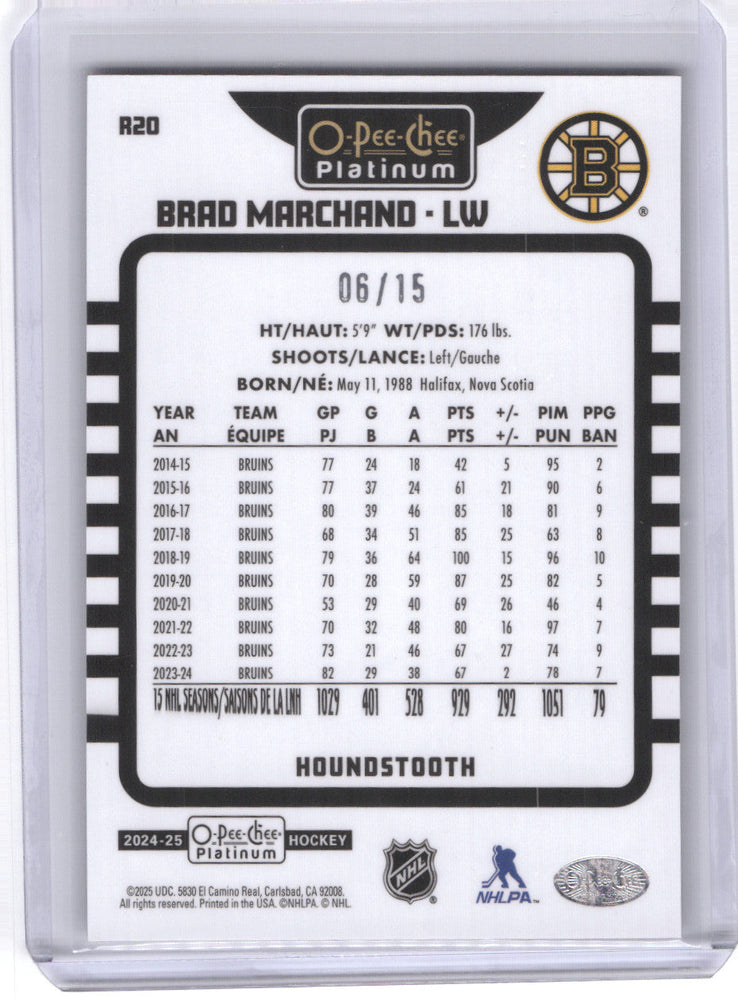 R20
O-Pee-Chee®
Platinum
B
®
BRAD MARCHAND · LW
06/15
HT/HAUT: 5'9" WT/PDS: 176 lbs.
SHOOTS/LANCE: Left/Gauche
BORN/NÉ: May 11, 1988 Halifax, Nova Scotia
YEAR TEAM GP G A PTS +/- PIM PPG
AN ÉQUIPE PJ B A PTS +/- PUN BAN
2014-15 BRUINS 77 24 18 42 5 95 2
2015-16 BRUINS 77 37 24 61 21 90 6
2016-17 BRUINS 80 39 46 85 18 81 9
2017-18 BRUINS 68 34 51 85 25 63 8
2018-19 BRUINS 79 36 64 100 15 96 10
2019-20 BRUINS 70 28 59 87 25 82 5
2020-21 BRUINS 53 29 40 69 26 46 4
2021-22 BRUINS 70 32 48 80 16 97 7
2022-23 BRUINS 73 21 46 67 27 74 9
2023-24 BRUINS 82 29 38 67 2 78 7
15 NHL SEASONS/SAISONS DE LA LNH 1029 401 528 929 292 1051 79
HOUNDSTOOTH
2024-25 O-Pee-Chee® Platinum HOCKEY
NHL ®
NHLPA™
©2025 UDC. 5830 El Camino Real, Carlsbad, CA 92008.
All rights reserved. Printed in the USA. ©NHLPA. © NHL.